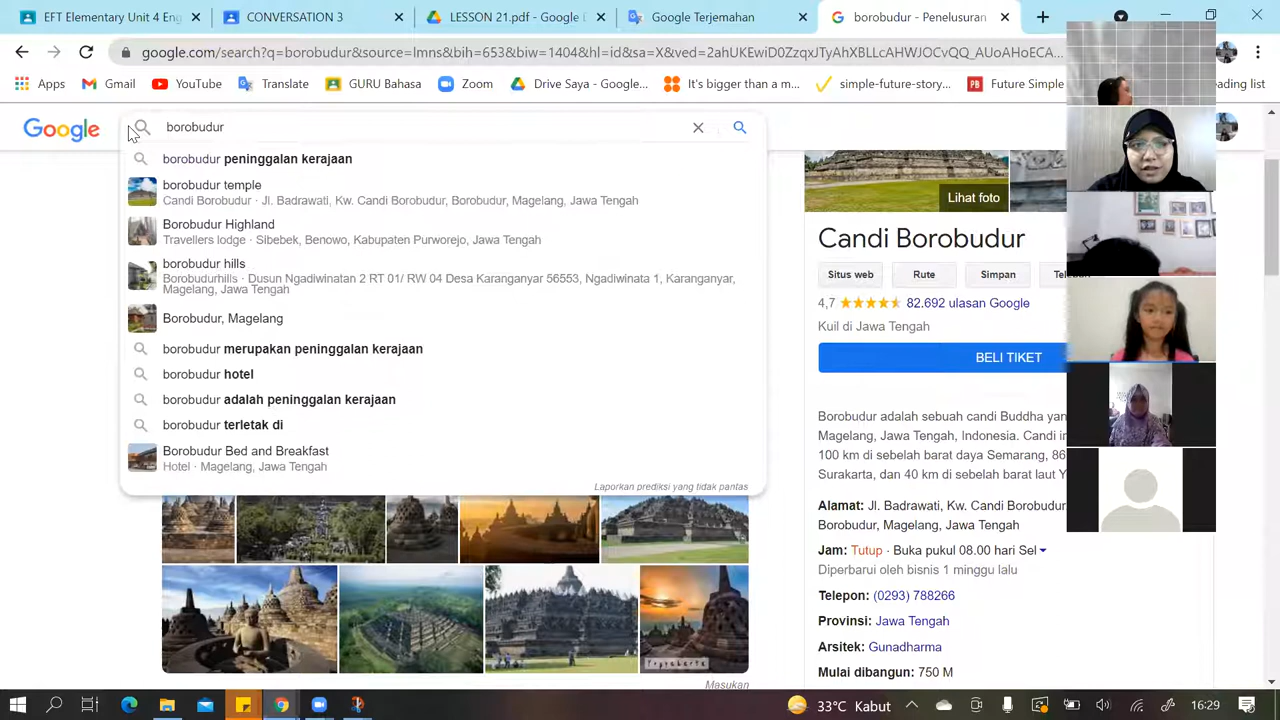 EFT Elementary Unit 4
CONVERSATION 3
LESSON 21.pdf - Google D
Google Terjemahan
borobudur - Penelusuran
google.com/search?q=borobudur&source=lmns&bih=653&biw=1404&hl=id&sa=X&ved=
Apps
Gmail
YouTube
Translate
GURU Bahasa
Zoom
Drive Saya - Google...
It's bigger than a m...
simple-future-story...
Future Simple
ading list
Google
borobudur
borobudur peninggalan kerajaan
borobudur temple
Candi Borobudur · Jl. Badrawati, Kw. Candi Borobudur, Borobudur, Magelang, Jawa Tengah
Borobudur Highland
Travellers lodge · SIbebek, Benowo, Kabupaten Purworejo, Jawa Tengah
borobudur hills
Borobudurhills · Dusun Ngadiwinatan 2 RT 01/ RW 04 Desa Karanganyar 56553, Ngadiwinata 1, Karanganyar,
Magelang, Jawa Tengah
Borobudur, Magelang
borobudur merupakan peninggalan kerajaan
borobudur hotel
borobudur adalah peninggalan kerajaan
borobudur terletak di
Borobudur Bed and Breakfast
Hotel · Magelang, Jawa Tengah
Laporkan prediksi yang tidak pantas
Masukan
Lihat foto
Candi Borobudur
Situs web
Rute
Simpan
4,7
82.692 ulasan Google
Kuil di Jawa Tengah
BELI TIKET
Borobudur adalah sebuah candi Buddha yan
Magelang, Jawa Tengah, Indonesia. Candi in
100 km di sebelah barat daya Semarang, 86
Surakarta, dan 40 km di sebelah barat laut Y
Alamat: Jl. Badrawati, Kw. Candi Borobudur,
Borobudur, Magelang, Jawa Tengah
Jam: Tutup · Buka pukul 08.00 hari Sel
Diperbarui oleh bisnis 1 minggu lalu
Telepon: (0293) 788266
Provinsi: Jawa Tengah
Arsitek: Gunadharma
Mulai dibangun: 750 M
33°C Kabut
16:29